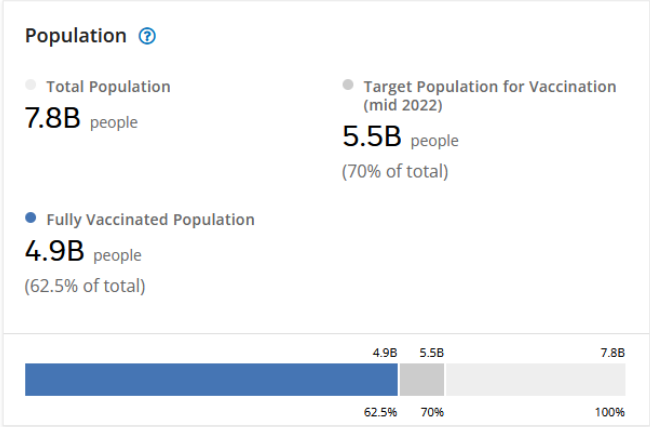 Population ?
Total Population
7.8B people
Target Population for Vaccination
(mid 2022)
5.5B people
(70% of total)
Fully Vaccinated Population
4.9B people
(62.5% of total)
4.9B 5.5B 7.8B
62.5% 70% 100%